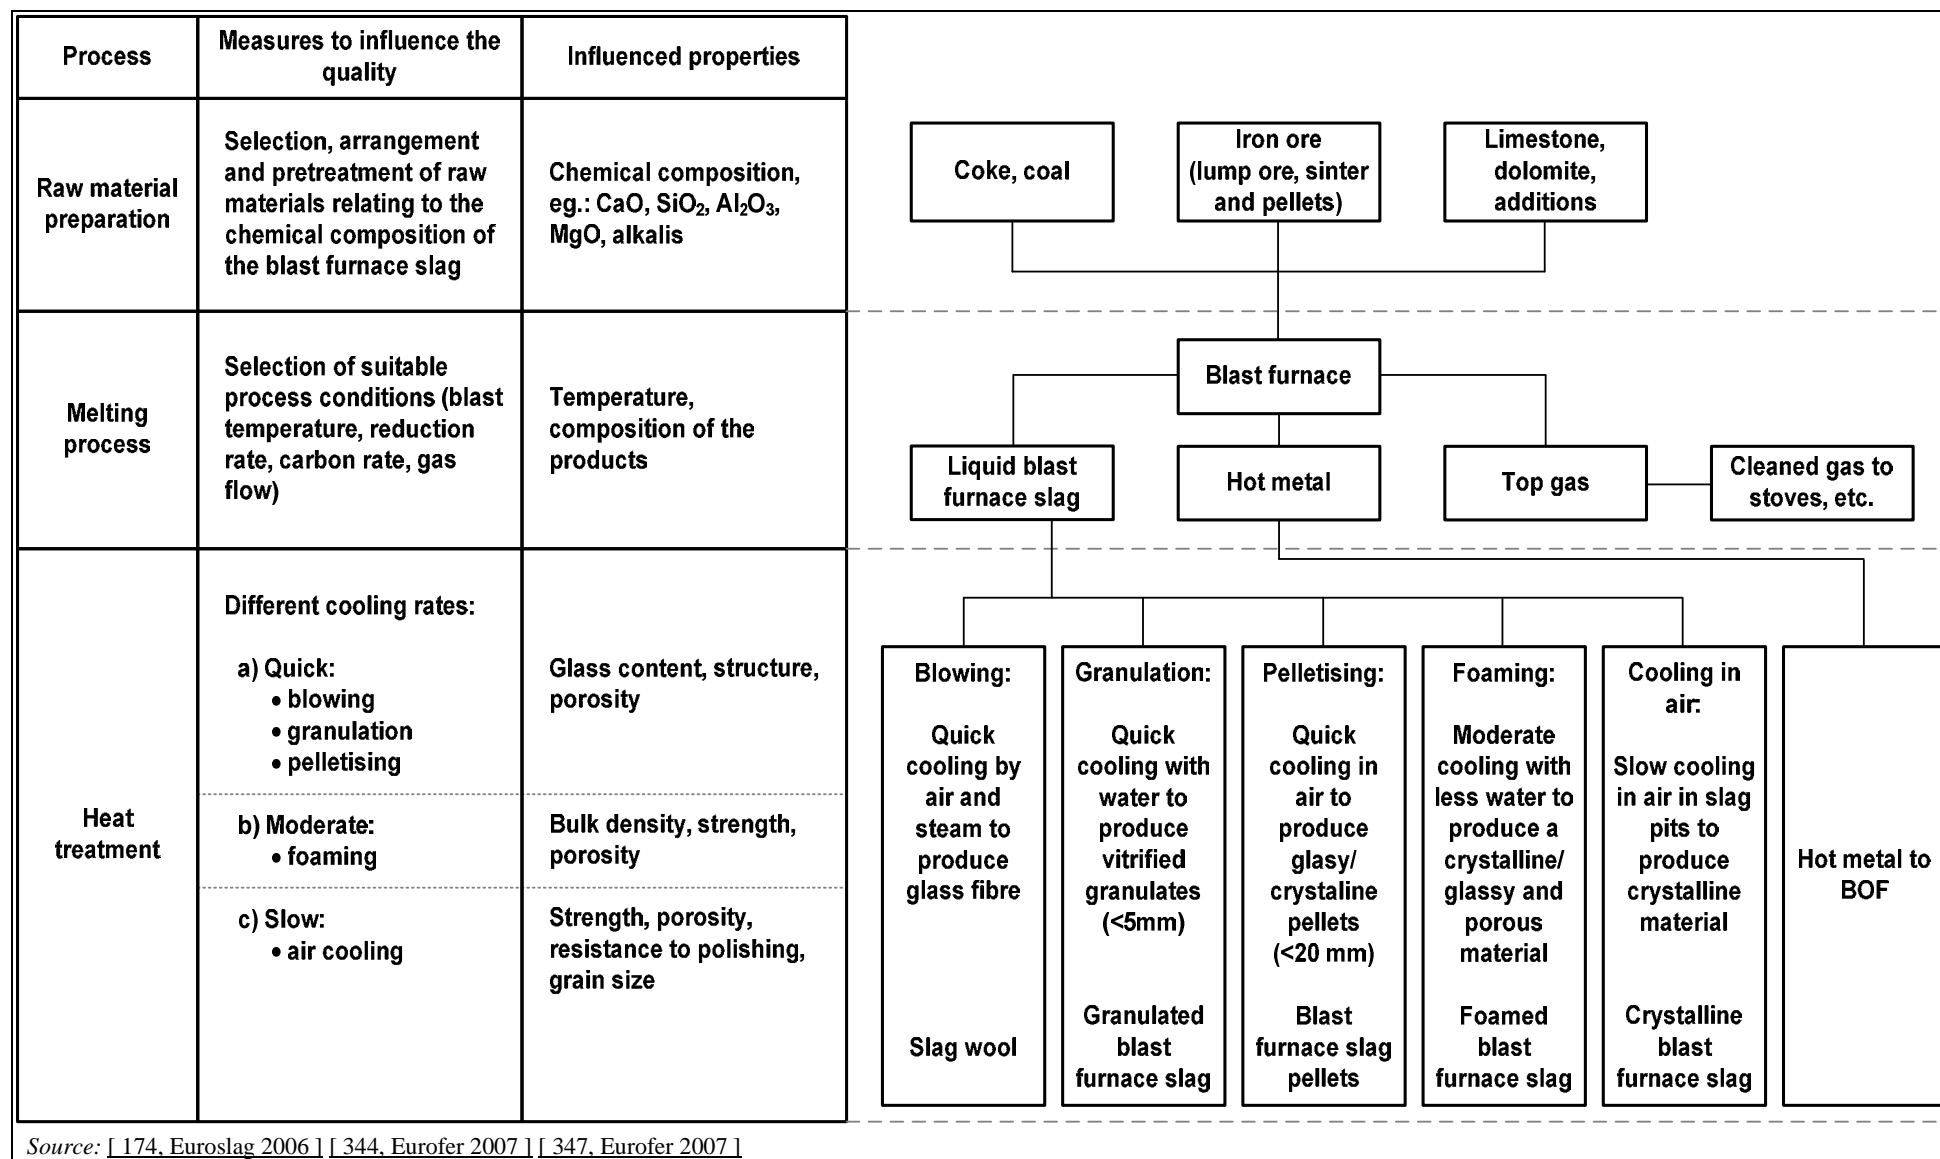 Process
Measures to influence the
quality
Influenced properties
Raw material
preparation
Selection, arrangement
and pretreatment of raw
materials relating to the
chemical composition of
the blast furnace slag
Chemical composition,
eg.: CaO, SiO₂, Al₂O₃,
MgO, alkalis
Coke, coal
Iron ore
(lump ore, sinter
and pellets)
Limestone,
dolomite,
additions
Melting
process
Selection of suitable
process conditions (blast
temperature, reduction
rate, carbon rate, gas
flow)
Temperature,
composition of the
products
Blast furnace
Liquid blast
furnace slag
Hot metal
Top gas
Cleaned gas to
stoves, etc.
Heat
treatment
Different cooling rates:
a) Quick:
• blowing
• granulation
• pelletising
Glass content, structure,
porosity
b) Moderate:
• foaming
Bulk density, strength,
porosity
c) Slow:
• air cooling
Strength, porosity,
resistance to polishing,
grain size
Blowing:
Quick
cooling by
air and
steam to
produce
glass fibre
Slag wool
Granulation:
Quick
cooling with
water to
produce
vitrified
granulates
(<5mm)
Granulated
blast
furnace slag
Pelletising:
Quick
cooling in
air to
produce
glasy/
crystaline
pellets
(<20 mm)
Blast
furnace slag
pellets
Foaming:
Moderate
cooling with
less water to
produce a
crystalline/
glassy and
porous
material
Foamed
blast
furnace slag
Cooling in
air:
Slow cooling
in air in slag
pits to
produce
crystalline
material
Crystalline
blast
furnace slag
Hot metal to
BOF
Source: [ 174, Euroslag 2006 ] [ 344, Eurofer 2007 ] [ 347, Eurofer 2007 ]